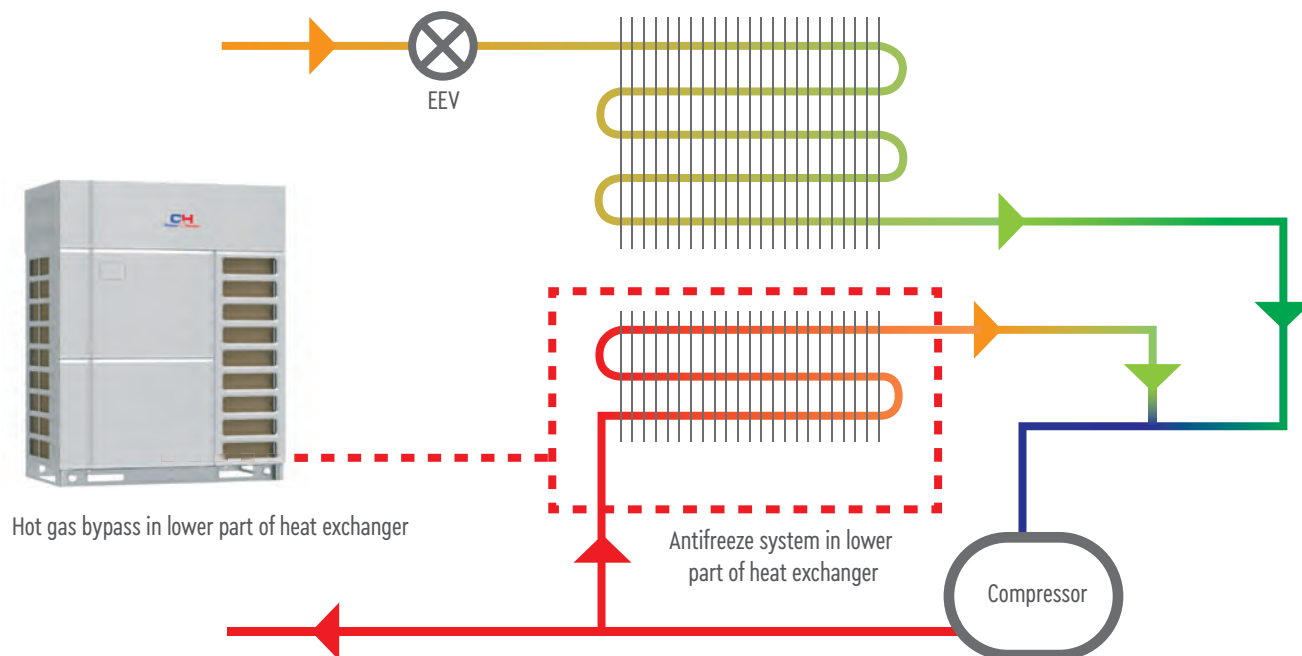 EEV
CH
Hot gas bypass in lower part of heat exchanger
Antifreeze system in lower
part of heat exchanger
Compressor